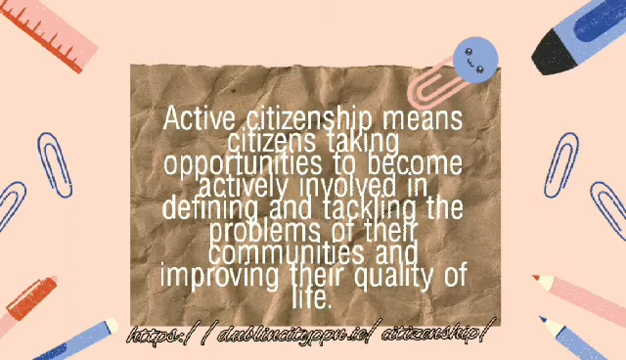 Active citizenship means
citizens taking
opportunities to become
actively involved in
defining and tackling the
problems of their
communities and
improving their quality of
life.
https://dublincityppn.ie/ citizenship/